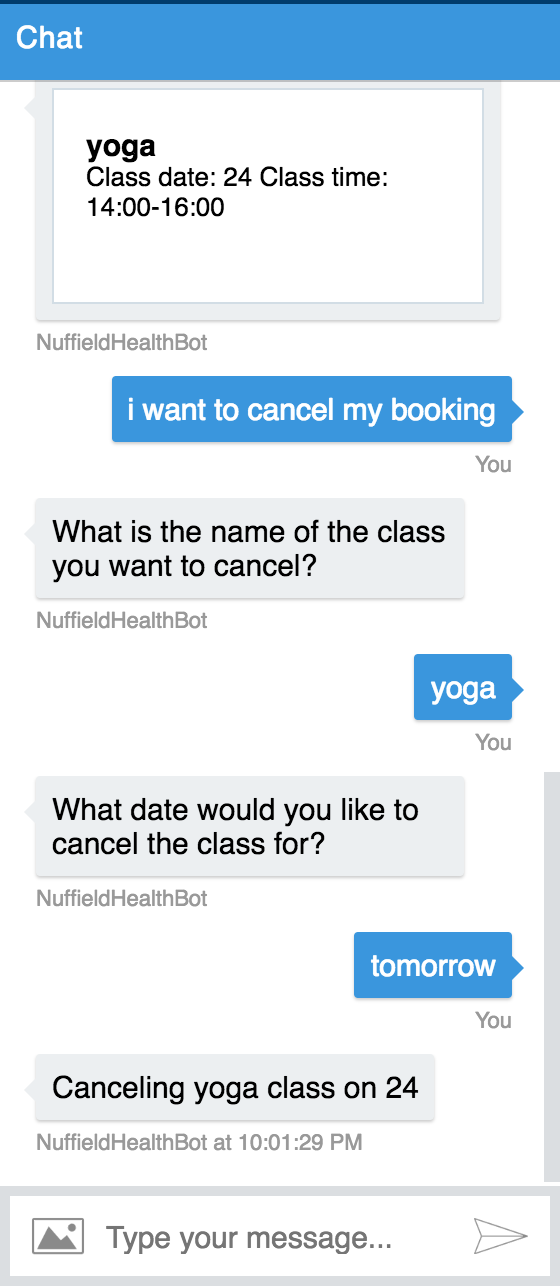 Chat
yoga
Class date: 24 Class time:
14:00-16:00
NuffieldHealthBot
i want to cancel my booking
You
What is the name of the class
you want to cancel?
NuffieldHealthBot
yoga
You
What date would you like to
cancel the class for?
NuffieldHealthBot
tomorrow
You
Canceling yoga class on 24
NuffieldHealthBot at 10:01:29 PM
Type your message...